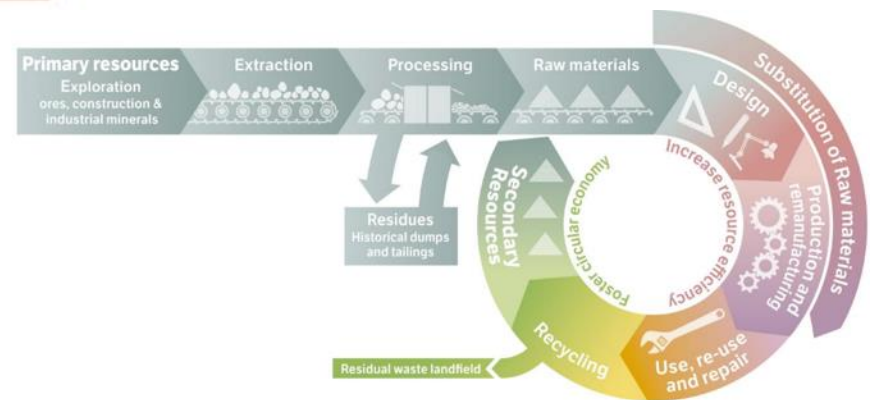 Primary resources
Exploration
ores, construction &
industrial minerals
Extraction
Processing
Raw materials
Design
Substitution of Raw materials
Increase resource efficiency
Production and
remanufacturing
Use, re-use
and repair
Recycling
Foster circular economy
Secondary
Resources
Residues
Historical dumps
and tailings
Residual waste landfield